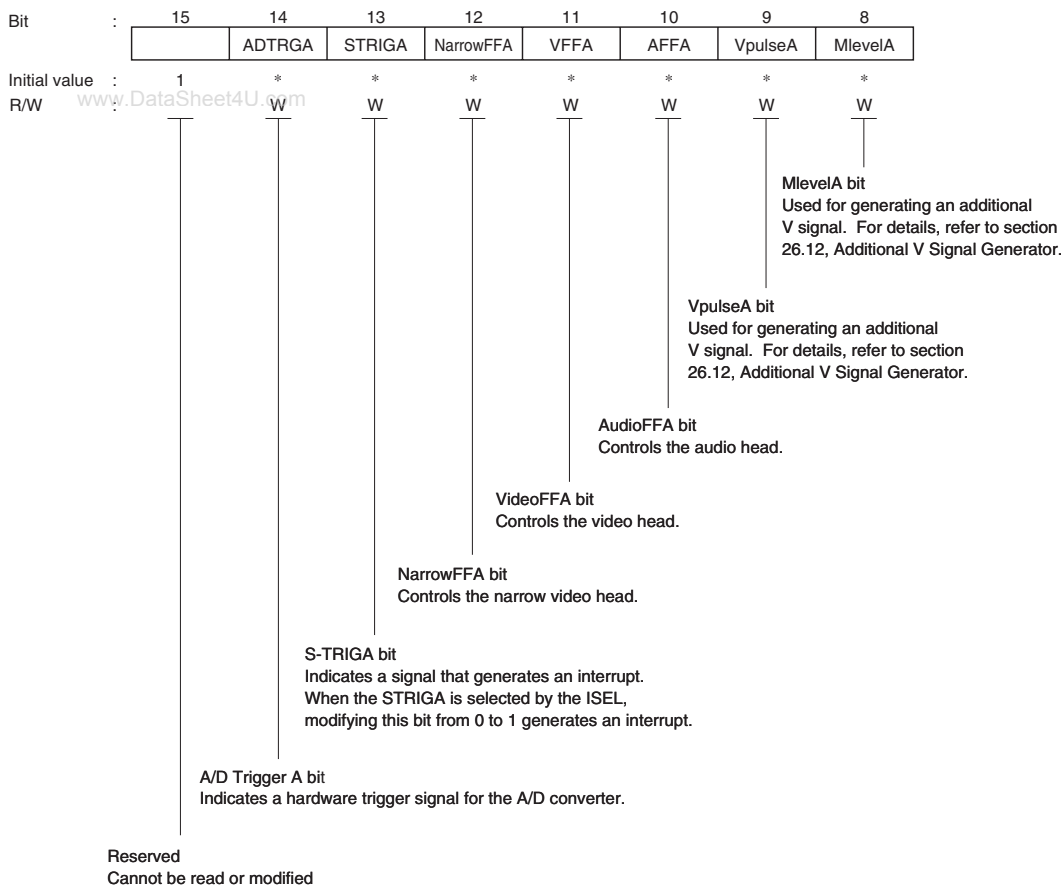 Bit : 15 14 13 12 11 10 9 8
ADTRGA STRIGA NarrowFFA VFFA AFFA VpulseA MlevelA
Initial value : 1 * * * * * * *
R/W : — W W W W W W W
www.DataSheet4U.com
MlevelA bit
Used for generating an additional
V signal. For details, refer to section
26.12, Additional V Signal Generator.
VpulseA bit
Used for generating an additional
V signal. For details, refer to section
26.12, Additional V Signal Generator.
AudioFFA bit
Controls the audio head.
VideoFFA bit
Controls the video head.
NarrowFFA bit
Controls the narrow video head.
S-TRIGA bit
Indicates a signal that generates an interrupt.
When the STRIGA is selected by the ISEL,
modifying this bit from 0 to 1 generates an interrupt.
A/D Trigger A bit
Indicates a hardware trigger signal for the A/D converter.
Reserved
Cannot be read or modified